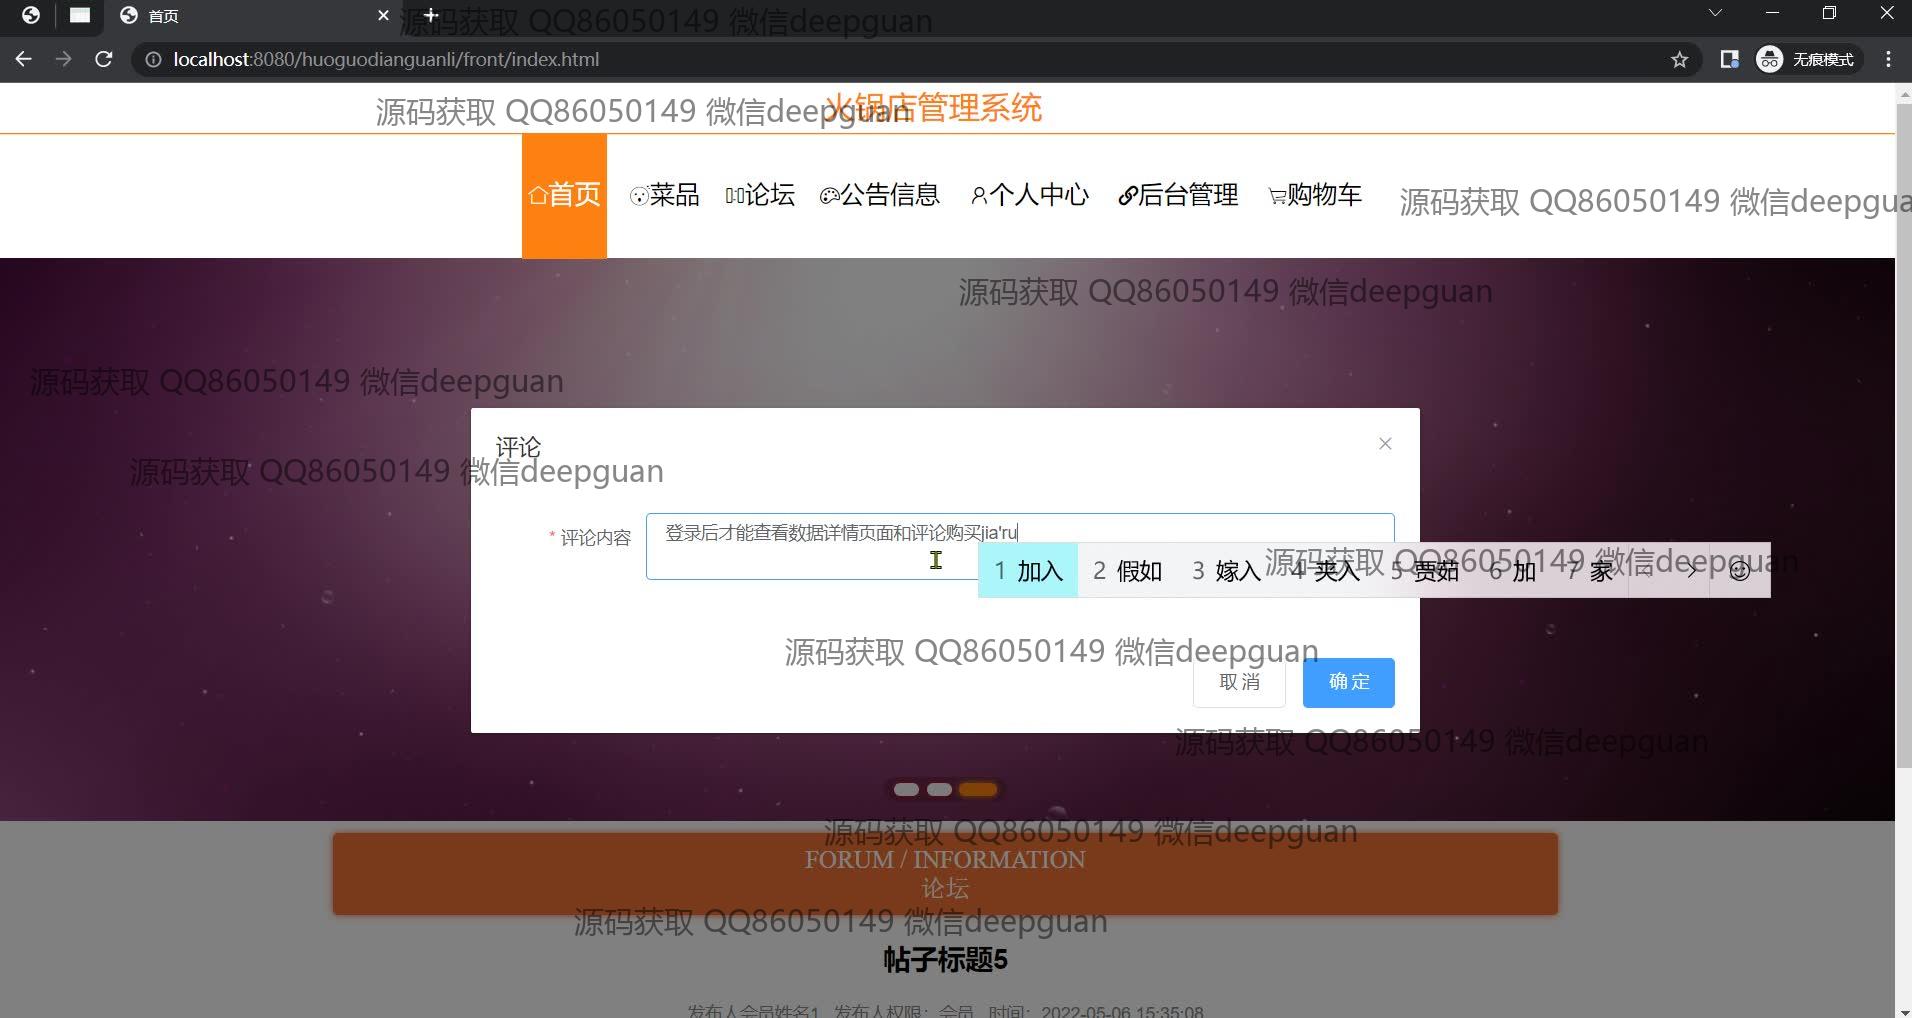 首页
源码获取 QQ86050149 微信deepguan
localhost:8080/huoguodianguanli/front/index.html
无痕模式
源码获取 QQ86050149 微信deepguan
火锅店管理系统
首页 菜品 论坛 公告信息 个人中心 后台管理 购物车
源码获取 QQ86050149 微信deepgua
源码获取 QQ86050149 微信deepguan
源码获取 QQ86050149 微信deepguan
评论
源码获取 QQ86050149 微信deepguan
* 评论内容
登录后才能查看数据详情页面和评论购买jia'ru
1 加入 2 假如 3 嫁入 4 夹入 5 贾茹 6 加 7 家
源码获取 QQ86050149 微信deepguan
源码获取 QQ86050149 微信deepguan
取消 确定
源码获取 QQ86050149 微信deepguan
源码获取 QQ86050149 微信deepguan
FORUM / INFORMATION
论坛
源码获取 QQ86050149 微信deepguan
帖子标题5
发布人会员姓名1 发布人权限：会员 时间：2022-05-06 15:35:08